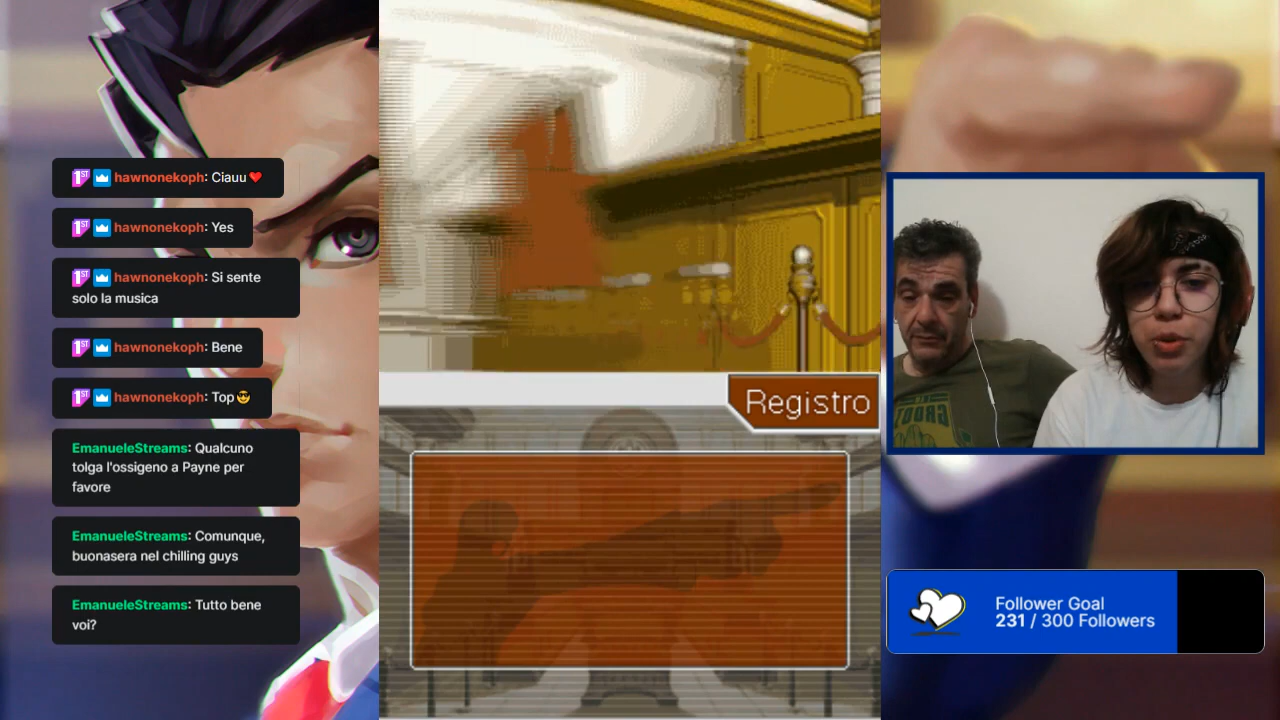 hawnonekoph: Ciauu
hawnonekoph: Yes
hawnonekoph: Si sente
solo la musica
hawnonekoph: Bene
hawnonekoph: Top
EmanueleStreams: Qualcuno
tolga l'ossigeno a Payne per
favore
EmanueleStreams: Comunque,
buonasera nel chilling guys
EmanueleStreams: Tutto bene
voi?
Registro
Follower Goal
231 / 300 Followers